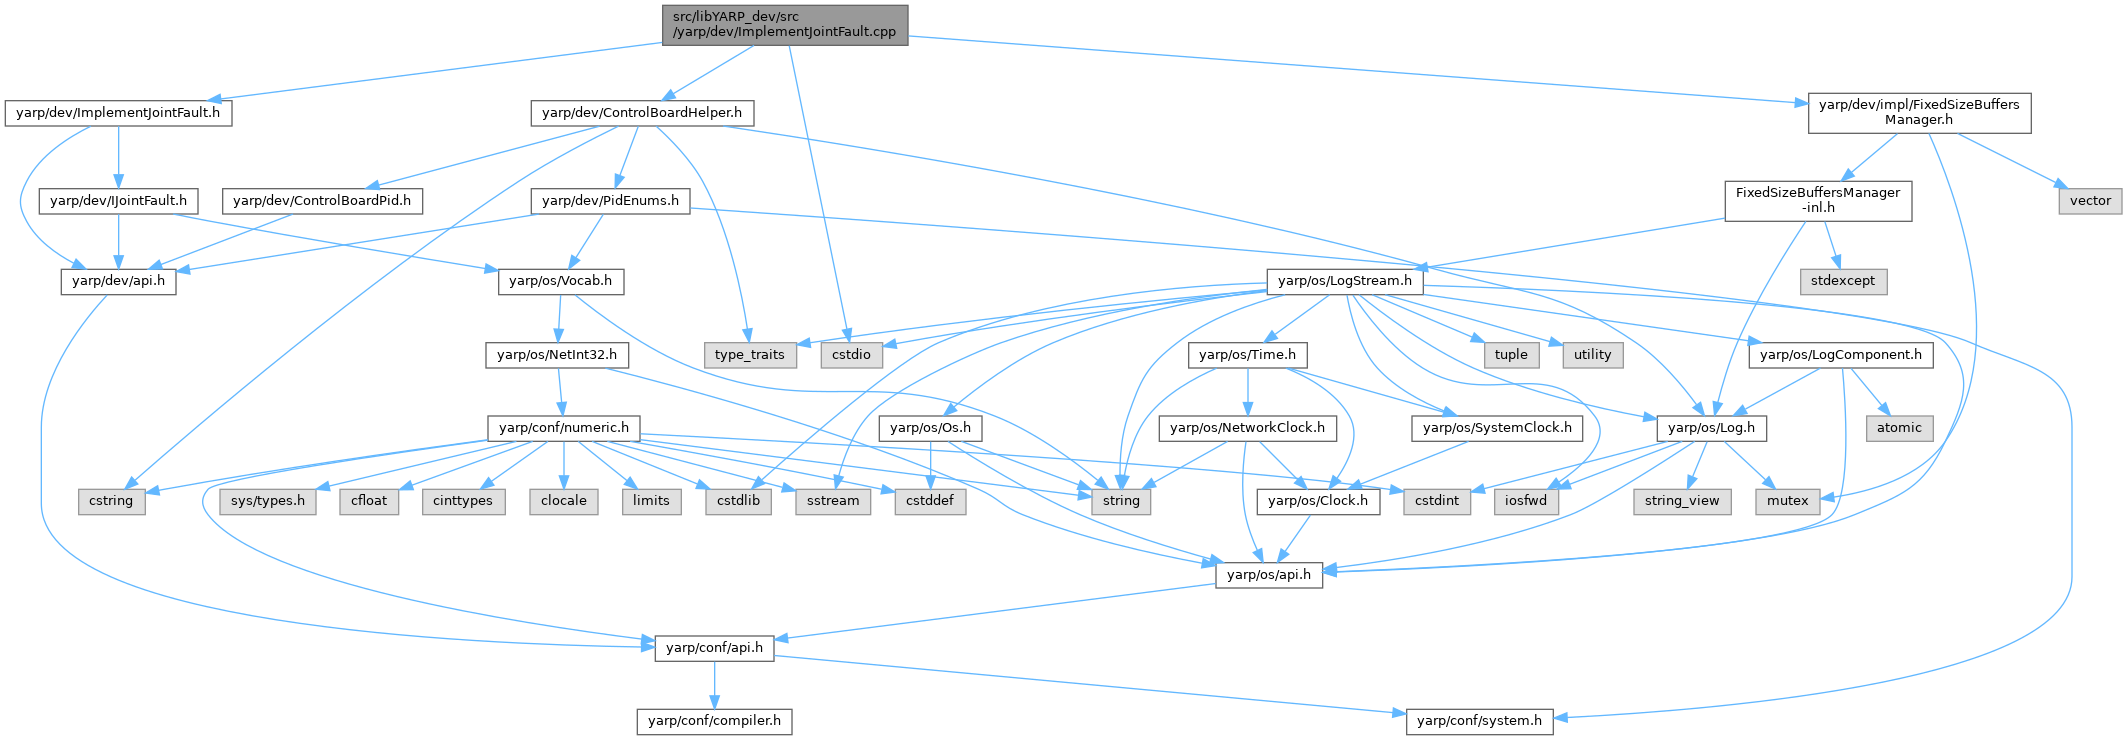 src/libYARP_dev/src
/yarp/dev/ImplementJointFault.cpp
yarp/dev/ImplementJointFault.h
yarp/dev/ControlBoardHelper.h
yarp/dev/impl/FixedSizeBuffers
Manager.h
yarp/dev/IJointFault.h
yarp/dev/ControlBoardPid.h
yarp/dev/PidEnums.h
FixedSizeBuffersManager
-inl.h
vector
yarp/dev/api.h
yarp/os/Vocab.h
yarp/os/LogStream.h
stdexcept
yarp/os/NetInt32.h
type_traits
cstdio
yarp/os/Time.h
tuple
utility
yarp/os/LogComponent.h
yarp/conf/numeric.h
yarp/os/Os.h
yarp/os/NetworkClock.h
yarp/os/SystemClock.h
yarp/os/Log.h
atomic
cstring
sys/types.h
cfloat
cinttypes
clocale
limits
cstdlib
sstream
cstddef
string
yarp/os/Clock.h
cstdint
iosfwd
string_view
mutex
yarp/os/api.h
yarp/conf/api.h
yarp/conf/compiler.h
yarp/conf/system.h